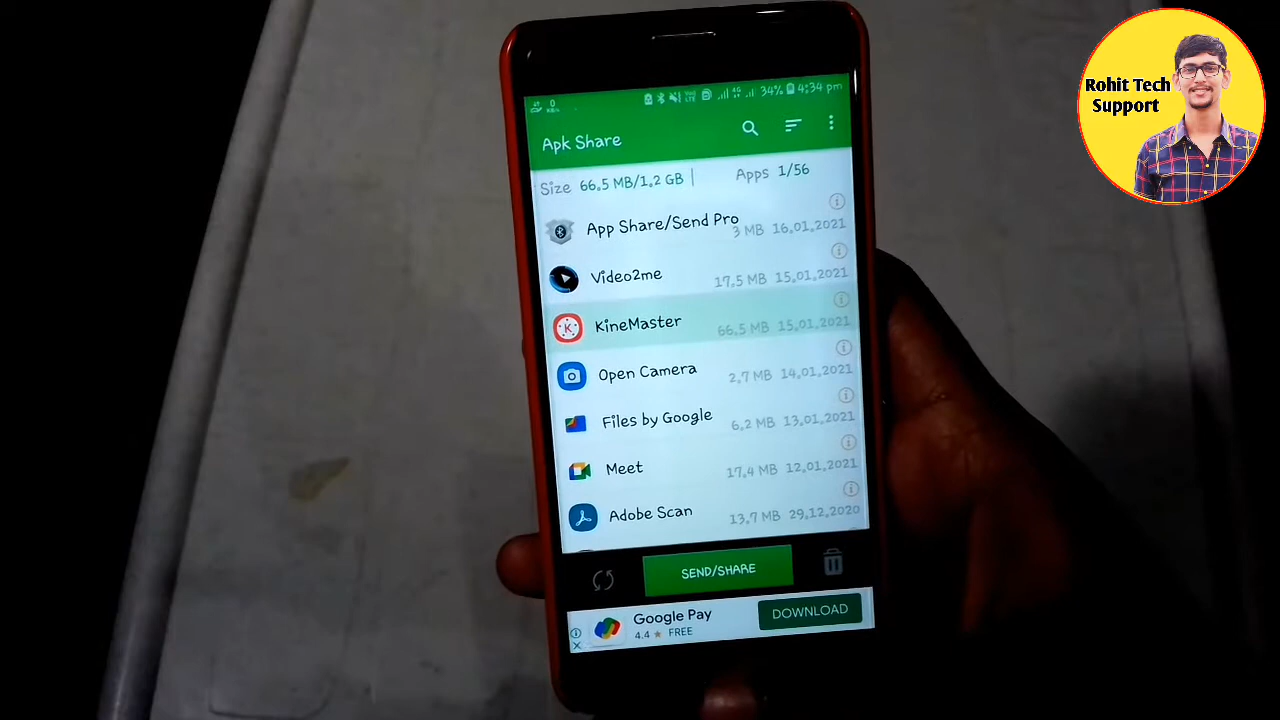 Rohit Tech
Support
0
KB/s
VoLTE
4G
34% 4:34 pm
Apk Share
Size 66.5 MB/1.2 GB | Apps 1/56
App Share/Send Pro
3 MB 16.01.2021
Video2me
17.5 MB 15.01.2021
KineMaster
66.5 MB 15.01.2021
Open Camera
2.7 MB 14.01.2021
Files by Google
6.2 MB 13.01.2021
Meet
17.4 MB 12.01.2021
Adobe Scan
13.7 MB 29.12.2020
SEND/SHARE
Google Pay
4.4 ★ FREE
DOWNLOAD